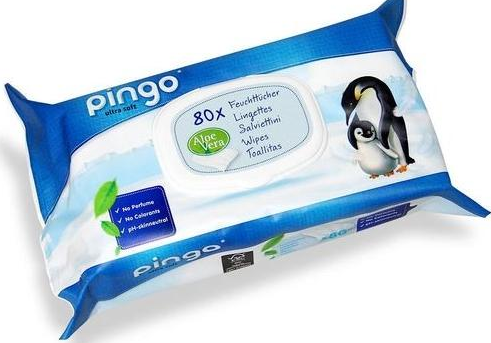 pingo
ultra soft
80x
Feuchttücher
Lingettes
Salviettini
Wipes
Toallitas
Aloe
Vera
✓ No Perfume
✓ No Colorants
✓ pH-skinneutral
pingo